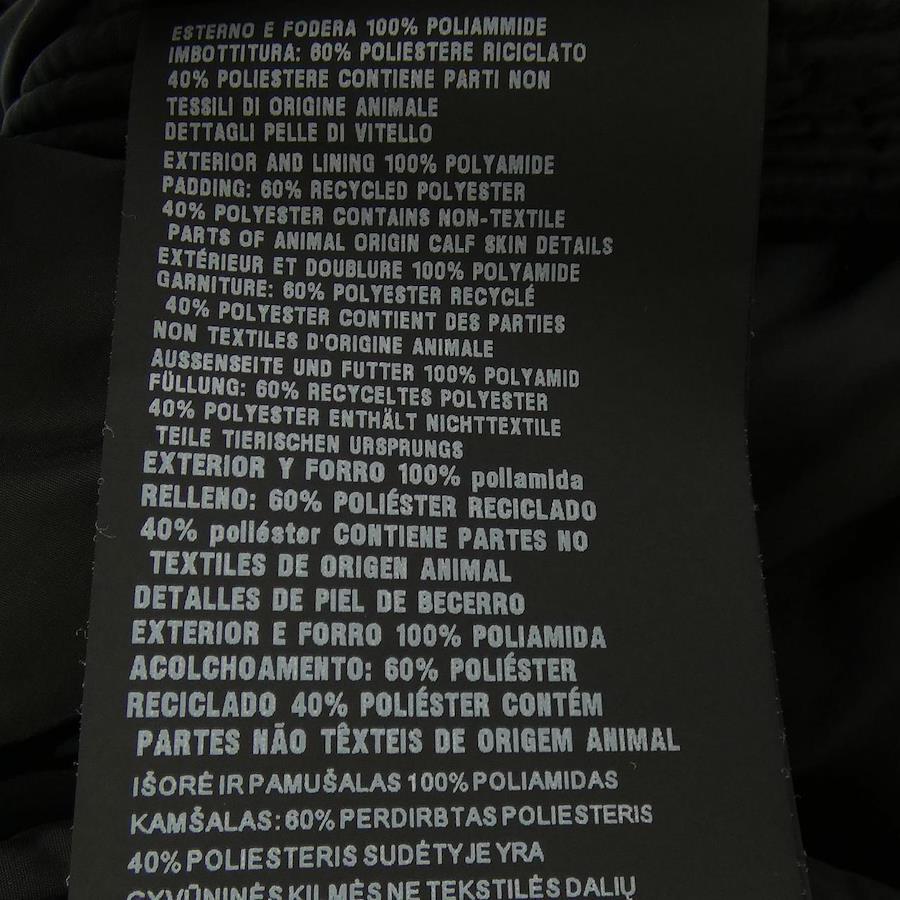 ESTERNO E FODERA 100% POLIAMMIDE
IMBOTTITURA: 60% POLIESTERE RICICLATO
40% POLIESTERE CONTIENE PARTI NON
TESSILI DI ORIGINE ANIMALE
DETTAGLI PELLE DI VITELLO
EXTERIOR AND LINING 100% POLYAMIDE
PADDING: 60% RECYCLED POLYESTER
40% POLYESTER CONTAINS NON-TEXTILE
PARTS OF ANIMAL ORIGIN CALF SKIN DETAILS
EXTÉRIEUR ET DOUBLURE 100% POLYAMIDE
GARNITURE: 60% POLYESTER RECYCLÉ
40% POLYESTER CONTIENT DES PARTIES
NON TEXTILES D'ORIGINE ANIMALE
AUSSENSEITE UND FUTTER 100% POLYAMID
FÜLLUNG: 60% RECYCELTES POLYESTER
40% POLYESTER ENTHÄLT NICHTTEXTILE
TEILE TIERISCHEN URSPRUNGS
EXTERIOR Y FORRO 100% poliamida
RELLENO: 60% POLIÉSTER RECICLADO
40% poliéster CONTIENE PARTES NO
TEXTILES DE ORIGEN ANIMAL
DETALLES DE PIEL DE BECERRO
EXTERIOR E FORRO 100% POLIAMIDA
ACOLCHOAMENTO: 60% POLIÉSTER
RECICLADO 40% POLIÉSTER CONTÉM
PARTES NÃO TÊXTEIS DE ORIGEM ANIMAL
IŠORĖ IR PAMUŠALAS 100% POLIAMIDAS
KAMŠALAS: 60% PERDIRBTAS POLIESTERIS
40% POLIESTERIS SUDĖTYJE YRA
GYVŪNINĖS KILMĖS NE TEKSTILĖS DALIŲ